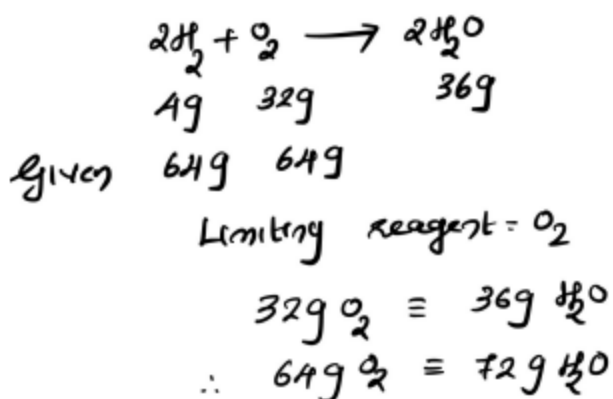 2H₂ + O₂ ⟶ 2H₂O
4g 32g 36g
Given 64g 64g
Limiting reagent = O₂
32g O₂ ≡ 36g H₂O
∴ 64g O₂ ≡ 72g H₂O